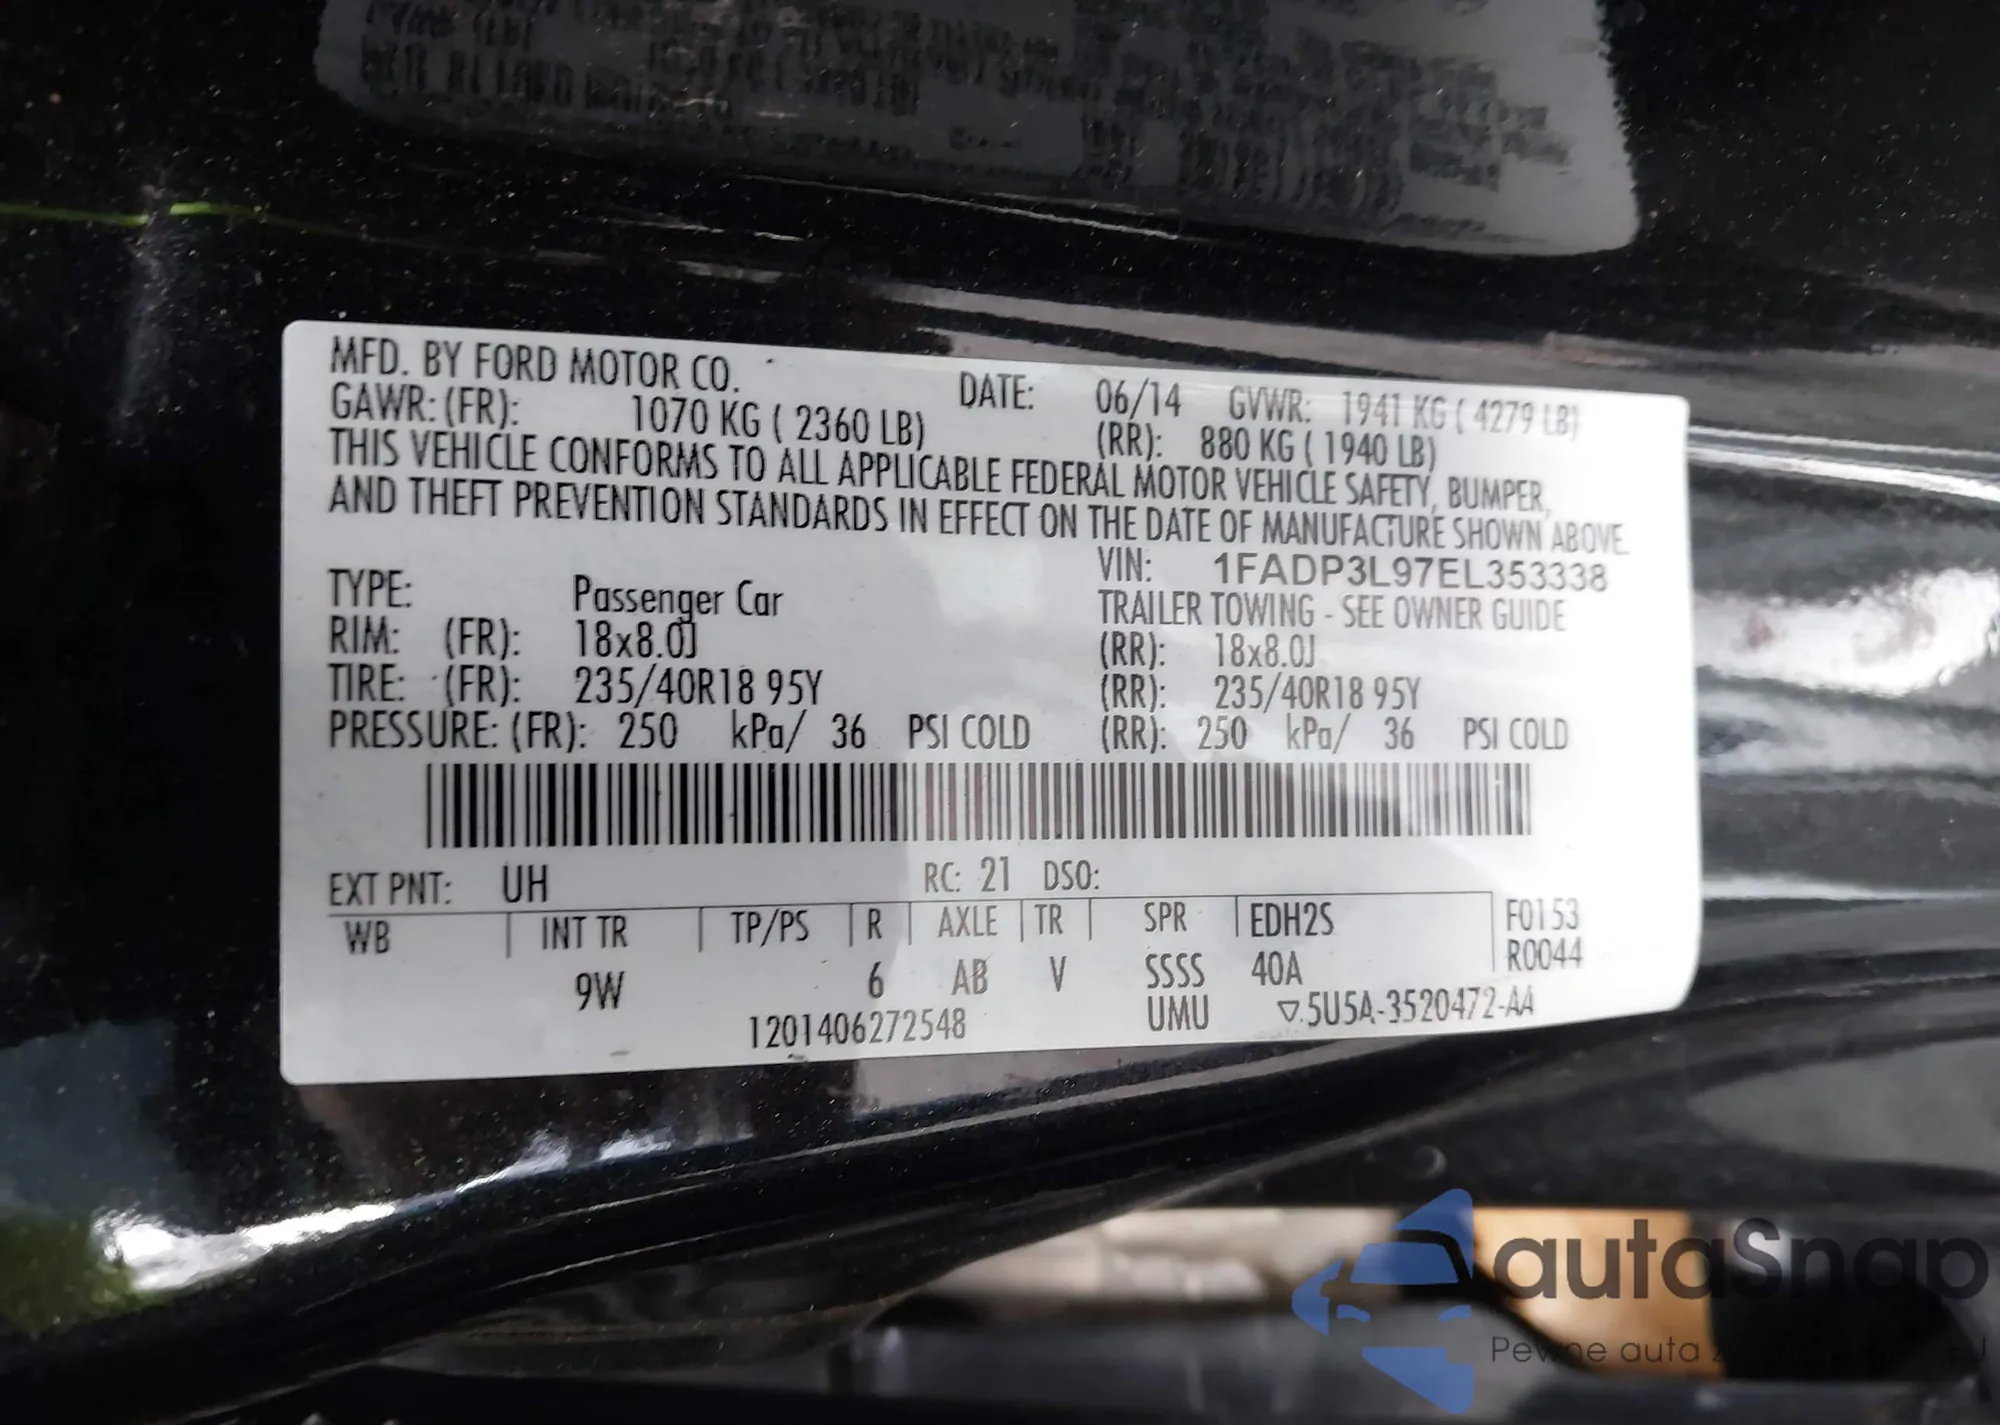 MFD. BY FORD MOTOR CO. DATE: 06/14 GVWR: 1941 KG ( 4279 LB)
GAWR: (FR): 1070 KG ( 2360 LB) (RR): 880 KG ( 1940 LB)
THIS VEHICLE CONFORMS TO ALL APPLICABLE FEDERAL MOTOR VEHICLE SAFETY, BUMPER,
AND THEFT PREVENTION STANDARDS IN EFFECT ON THE DATE OF MANUFACTURE SHOWN ABOVE.
VIN: 1FADP3L97EL353338
TYPE: Passenger Car TRAILER TOWING - SEE OWNER GUIDE
RIM: (FR): 18x8.0J (RR): 18x8.0J
TIRE: (FR): 235/40R18 95Y (RR): 235/40R18 95Y
PRESSURE: (FR): 250 kPa/ 36 PSI COLD (RR): 250 kPa/ 36 PSI COLD
EXT PNT: UH RC: 21 DSO:
WB INT TR TP/PS R AXLE TR SPR EDH2S F0153
9W 6 AB V SSSS 40A R0044
1201406272548 UMU ▽.5U5A-3520472-AA
autaSnap
Pewne auta